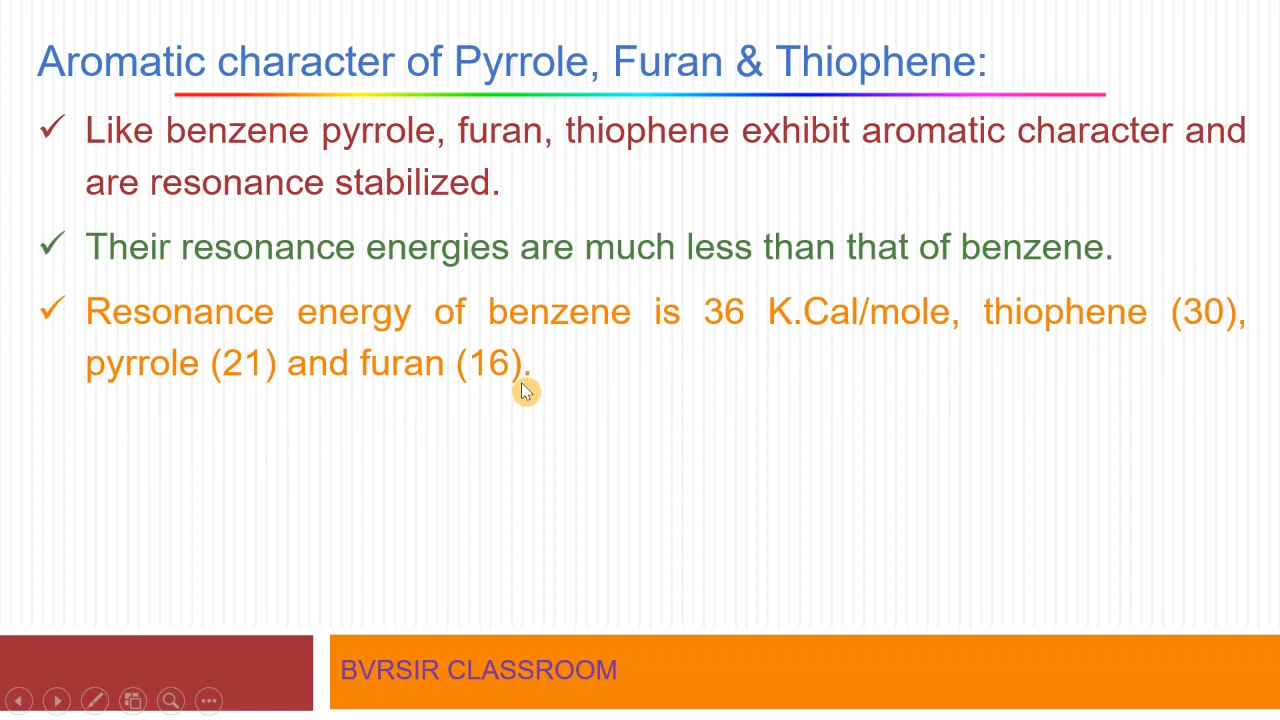 Aromatic character of Pyrrole, Furan & Thiophene:
Like benzene pyrrole, furan, thiophene exhibit aromatic character and
are resonance stabilized.
Their resonance energies are much less than that of benzene.
Resonance energy of benzene is 36 K.Cal/mole, thiophene (30),
pyrrole (21) and furan (16).
BVRSIR CLASSROOM